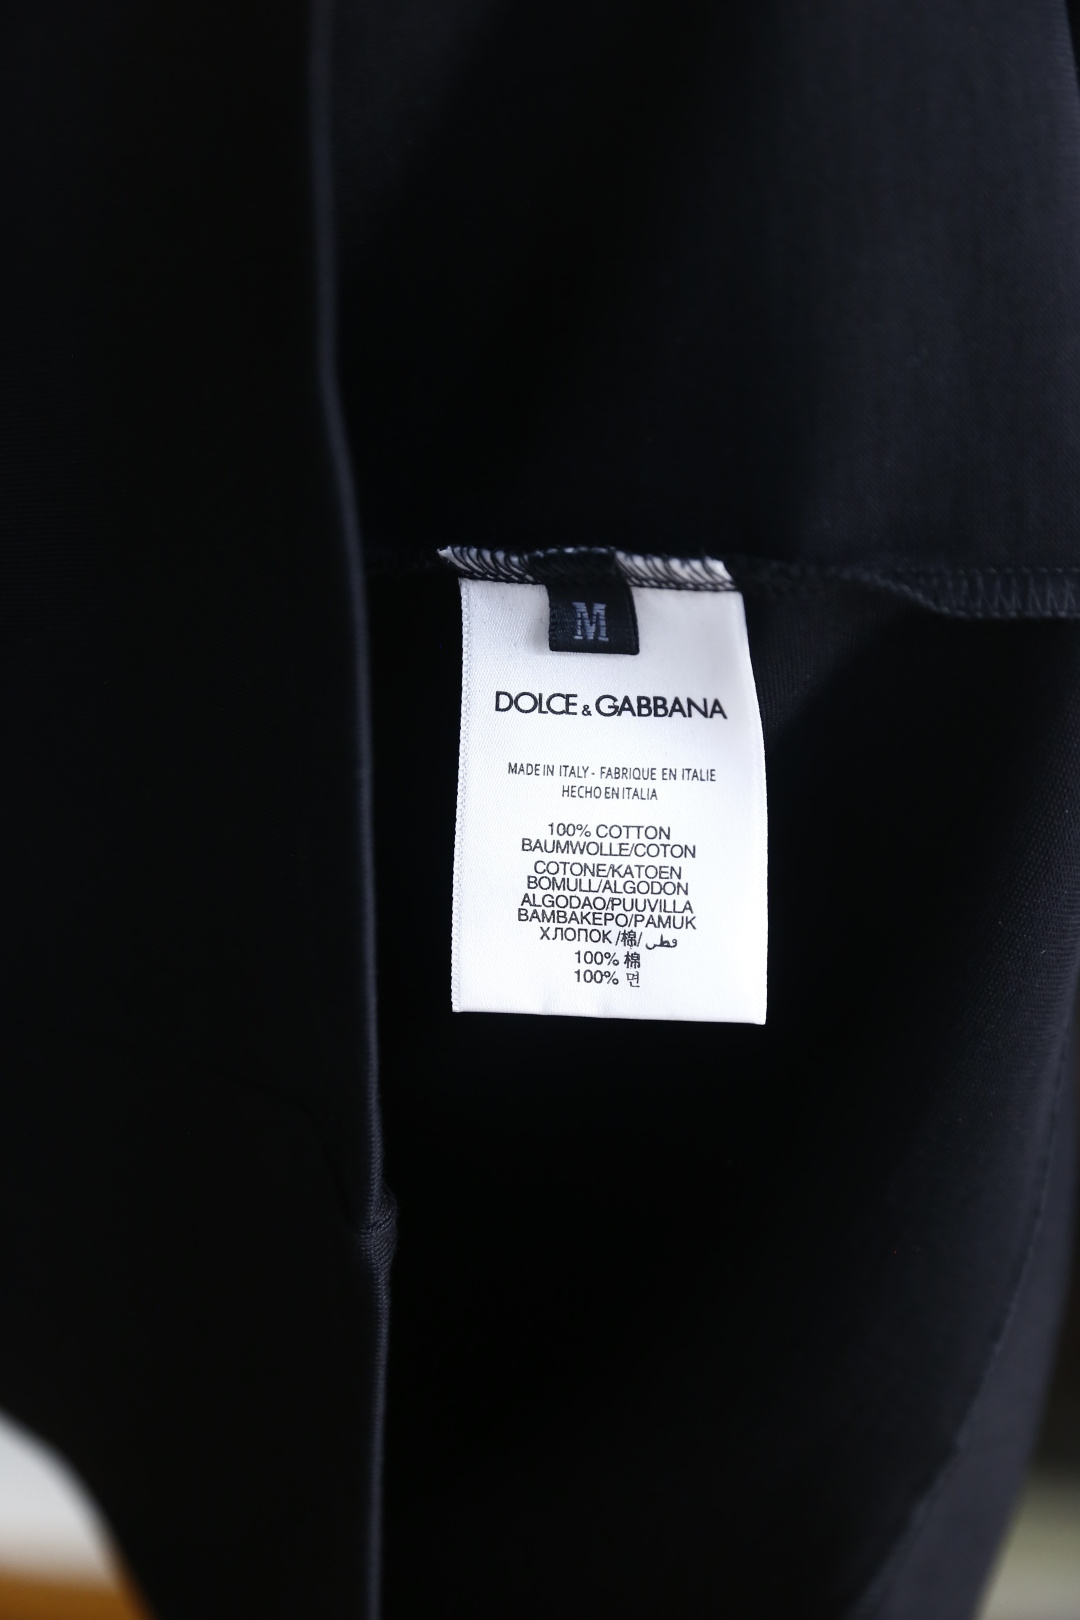 M
DOLCE & GABBANA
MADE IN ITALY - FABRIQUE EN ITALIE
HECHO EN ITALIA
100% COTTON
BAUMWOLLE/COTON
COTONE/KATOEN
BOMULL/ALGODON
ALGODAO/PUUVILLA
BAMBAKEPO/PAMUK
ХЛОПОК/棉/قطن
100% 棉
100% 면